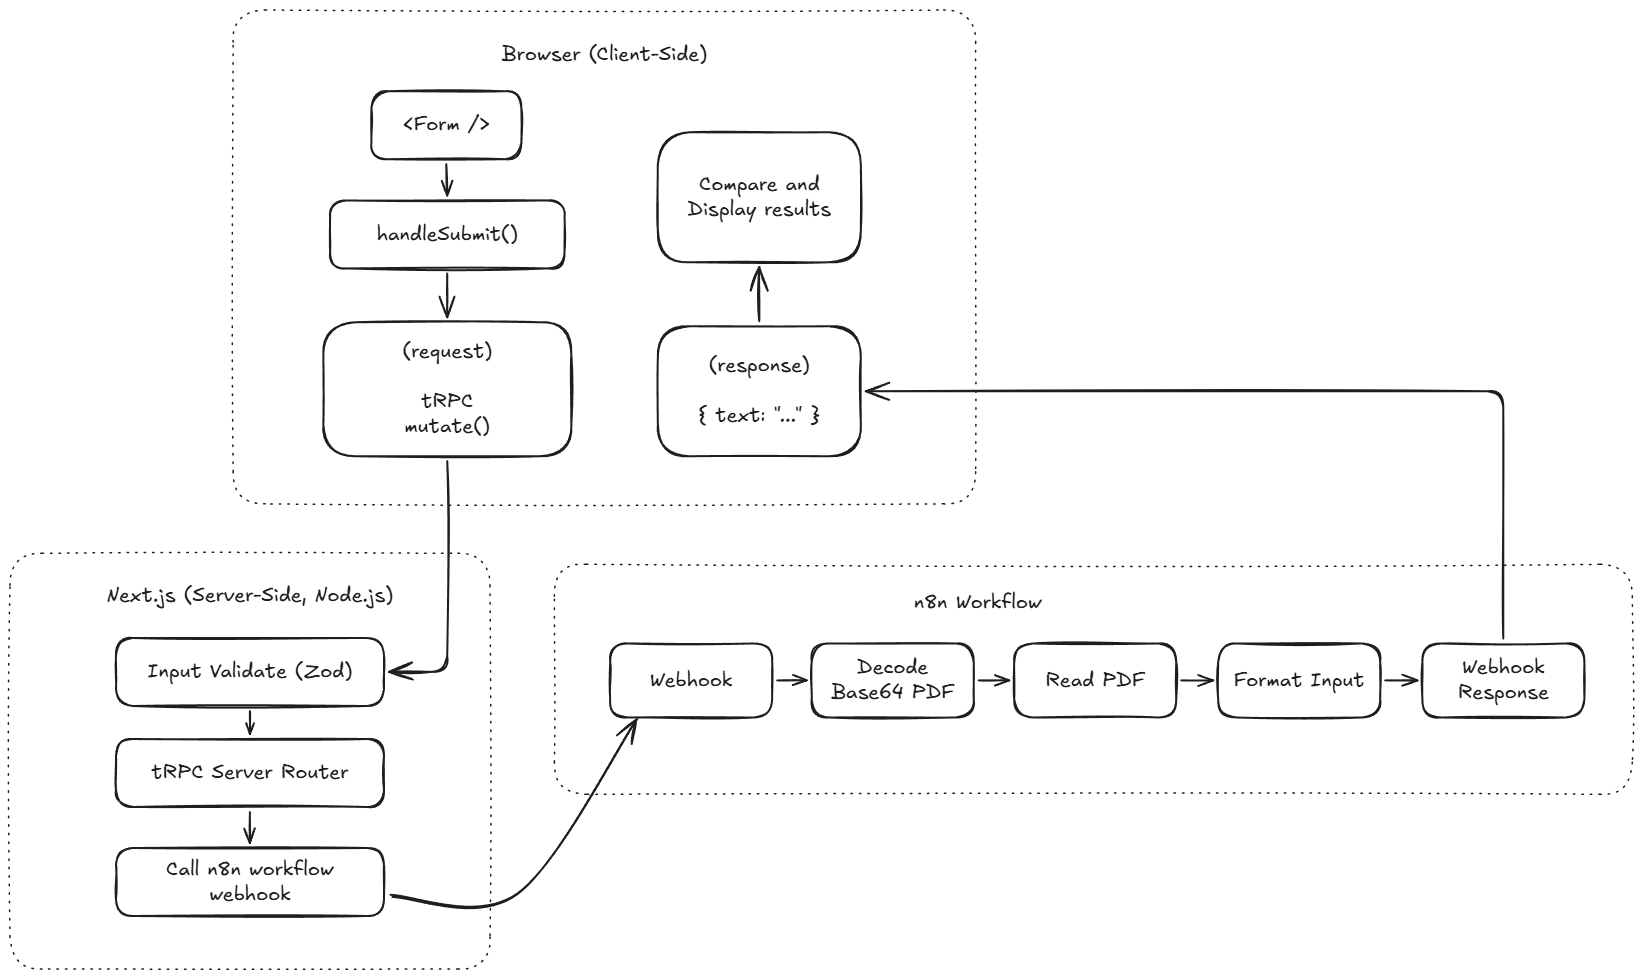 Browser (Client-Side)
<Form />
handleSubmit()
(request)
tRPC
mutate()
Compare and
Display results
(response)
{ text: "..." }
Next.js (Server-Side, Node.js)
Input Validate (Zod)
tRPC Server Router
Call n8n workflow
webhook
n8n Workflow
Webhook
Decode
Base64 PDF
Read PDF
Format Input
Webhook
Response